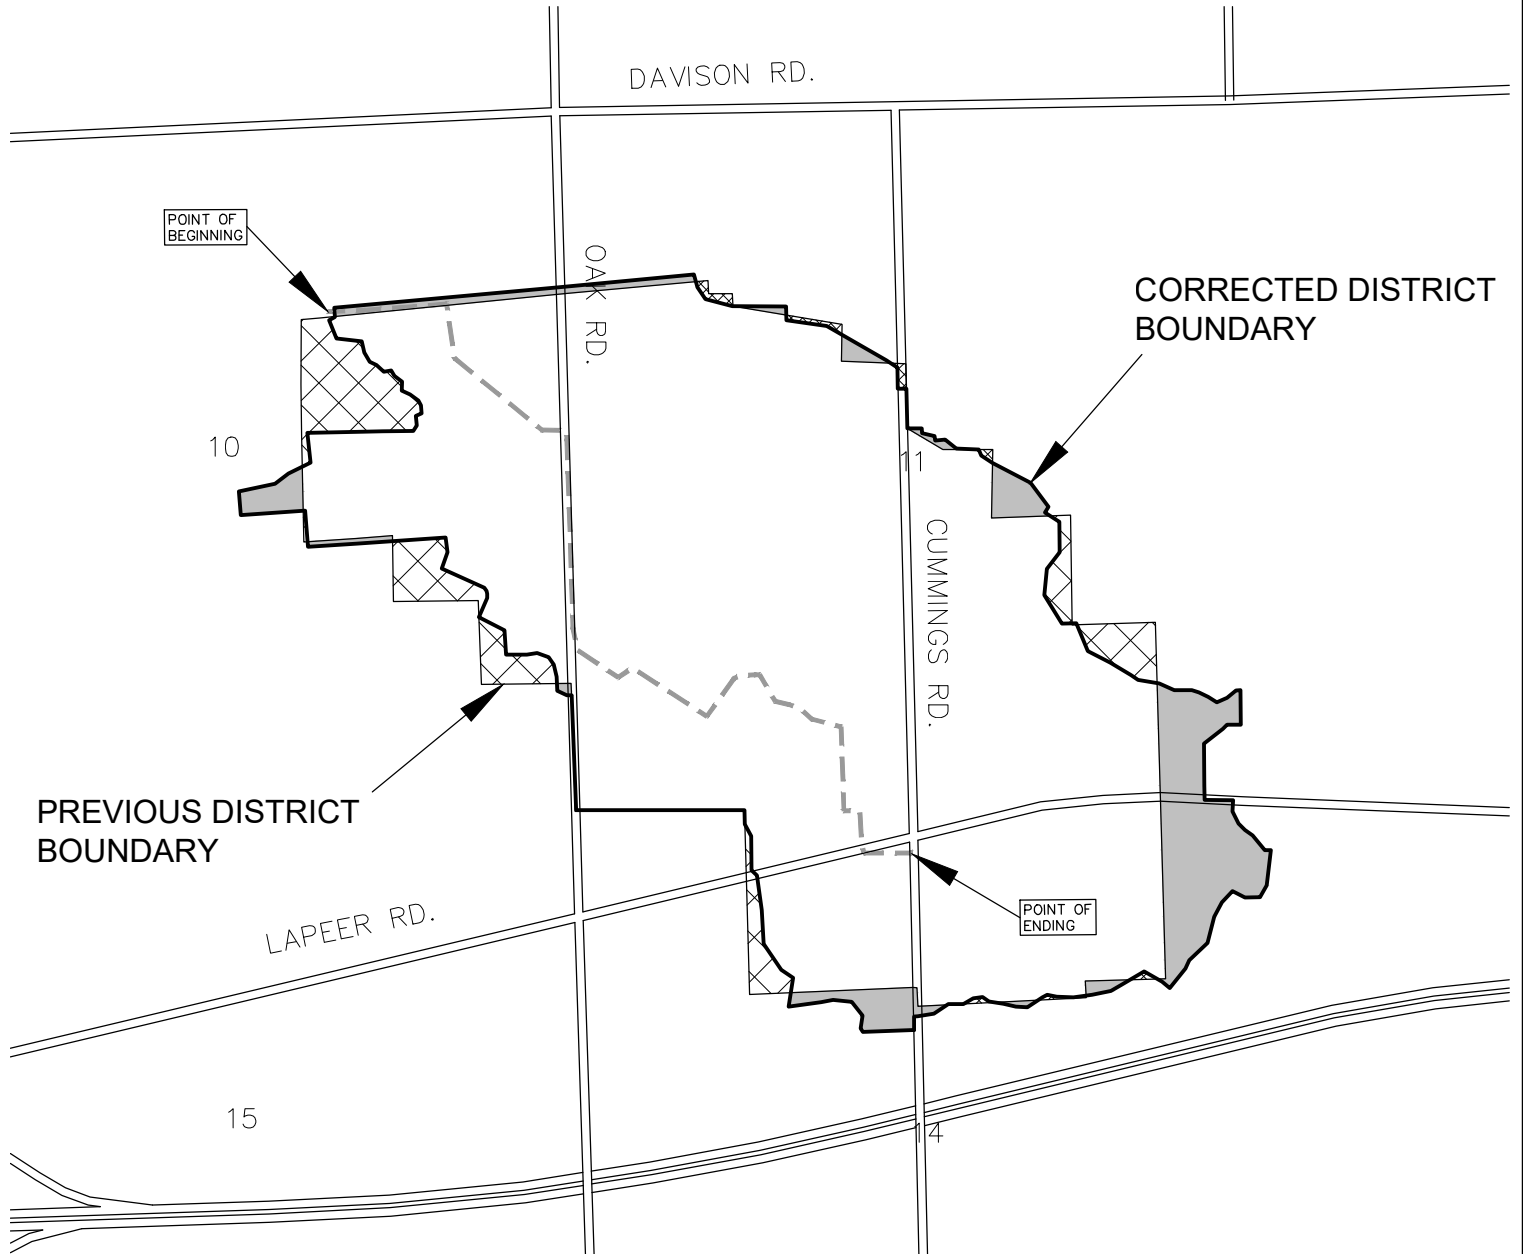 DAVISON RD.
POINT OF
BEGINNING
OAK RD.
CORRECTED DISTRICT
BOUNDARY
10
11
CUMMINGS RD.
PREVIOUS DISTRICT
BOUNDARY
LAPEER RD.
POINT OF
ENDING
15
14